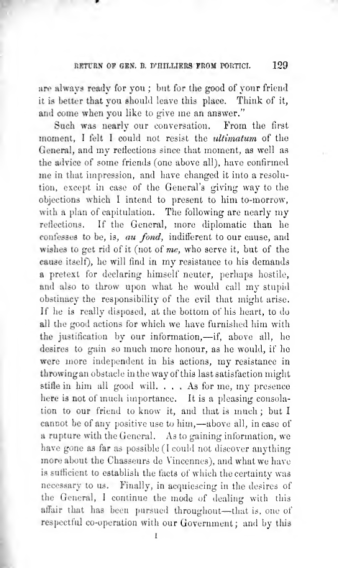 RETURN OF GEN. B. D'HILLIERS FROM PORTICI. 129
are always ready for you ; but for the good of your friend
it is better that you should leave this place. Think of it,
and come when you like to give me an answer."
Such was nearly our conversation. From the first
moment, I felt I could not resist the ultimatum of the
General, and my reflections since that moment, as well as
the advice of some friends (one above all), have confirmed
me in that impression, and have changed it into a resolu-
tion, except in case of the General's giving way to the
objections which I intend to present to him to-morrow,
with a plan of capitulation. The following are nearly my
reflections. If the General, more diplomatic than he
confesses to be, is, au fond, indifferent to our cause, and
wishes to get rid of it (not of me, who serve it, but of the
cause itself), he will find in my resistance to his demands
a pretext for declaring himself neuter, perhaps hostile,
and also to throw upon what he would call my stupid
obstinacy the responsibility of the evil that might arise.
If he is really disposed, at the bottom of his heart, to do
all the good actions for which we have furnished him with
the justification by our information,—if, above all, he
desires to gain so much more honour, as he would, if he
were more independent in his actions, my resistance in
throwing an obstacle in the way of this last satisfaction might
stifle in him all good will. . . . As for me, my presence
here is not of much importance. It is a pleasing consola-
tion to our friend to know it, and that is much ; but I
cannot be of any positive use to him,—above all, in case of
a rupture with the General. As to gaining information, we
have gone as far as possible (I could not discover anything
more about the Chasseurs de Vincennes), and what we have
is sufficient to establish the facts of which the certainty was
necessary to us. Finally, in acquiescing in the desires of
the General, I continue the mode of dealing with this
affair that has been pursued throughout—that is, one of
respectful co-operation with our Government ; and by this
I